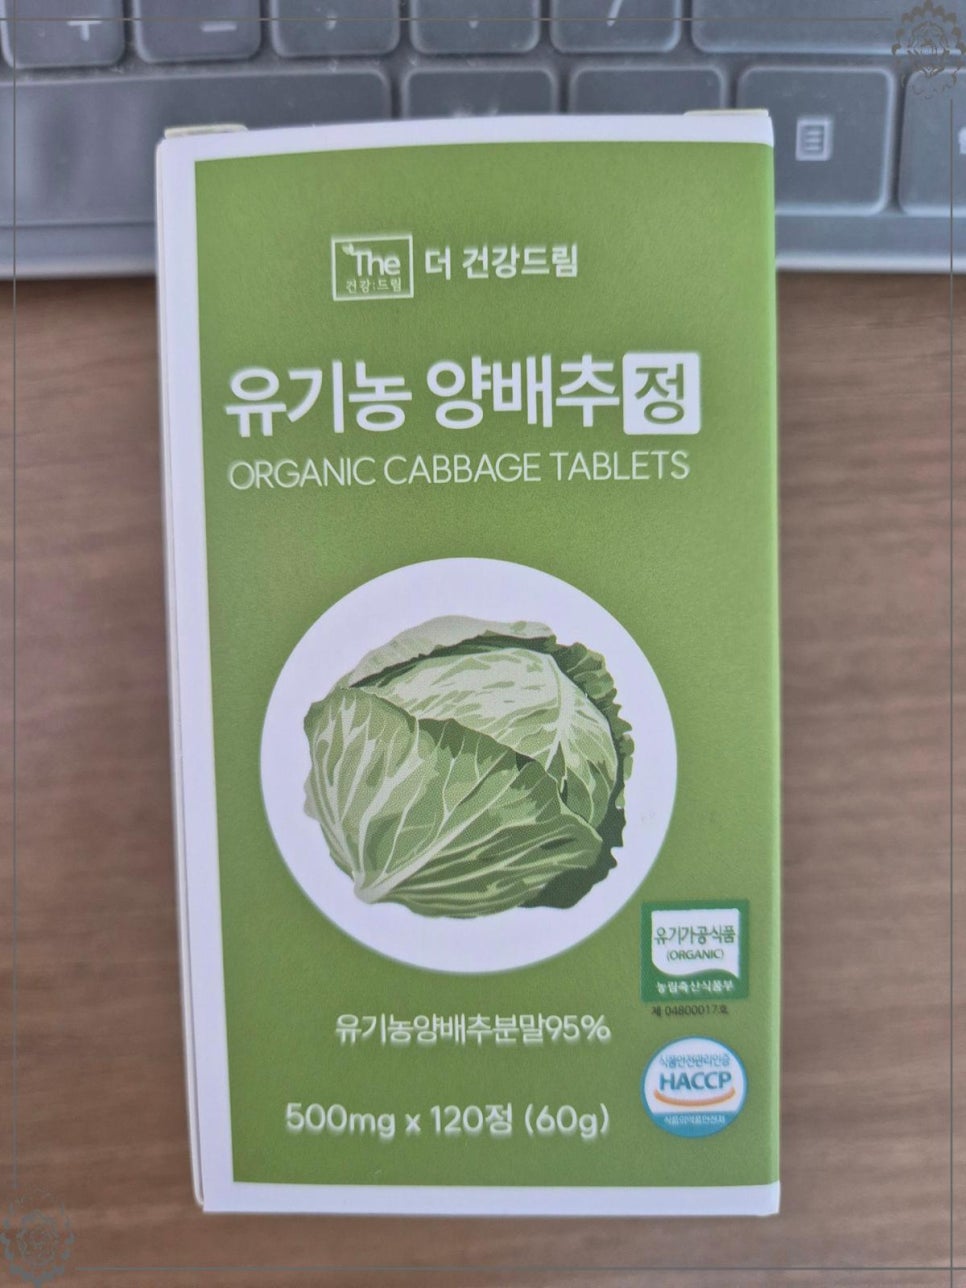 The
건강:드림
더 건강드림
유기농 양배추정
ORGANIC CABBAGE TABLETS
유기가공식품
(ORGANIC)
농림축산식품부
제 04800017호
유기농양배추분말95%
식품안전관리인증
HACCP
식품의약품안전처
500mg x 120정 (60g)